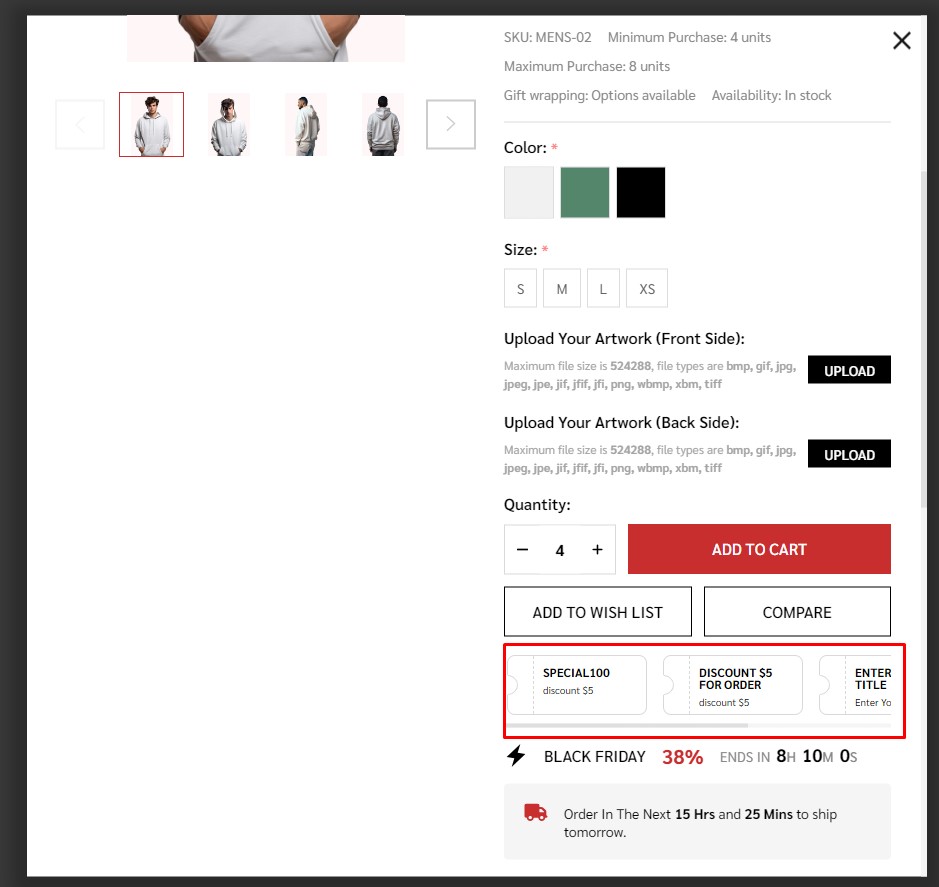 SKU: MENS-02 Minimum Purchase: 4 units
Maximum Purchase: 8 units
Gift wrapping: Options available Availability: In stock
Color: *
Size: *
S M L XS
Upload Your Artwork (Front Side):
Maximum file size is 524288, file types are bmp, gif, jpg,
jpeg, jpe, jif, jfif, jfi, png, wbmp, xbm, tiff
UPLOAD
Upload Your Artwork (Back Side):
Maximum file size is 524288, file types are bmp, gif, jpg,
jpeg, jpe, jif, jfif, jfi, png, wbmp, xbm, tiff
UPLOAD
Quantity:
− 4 +
ADD TO CART
ADD TO WISH LIST
COMPARE
SPECIAL100
discount $5
DISCOUNT $5
FOR ORDER
discount $5
ENTER
TITLE
Enter Yo
BLACK FRIDAY 38% ENDS IN 8H 10M 0S
Order In The Next 15 Hrs and 25 Mins to ship
tomorrow.